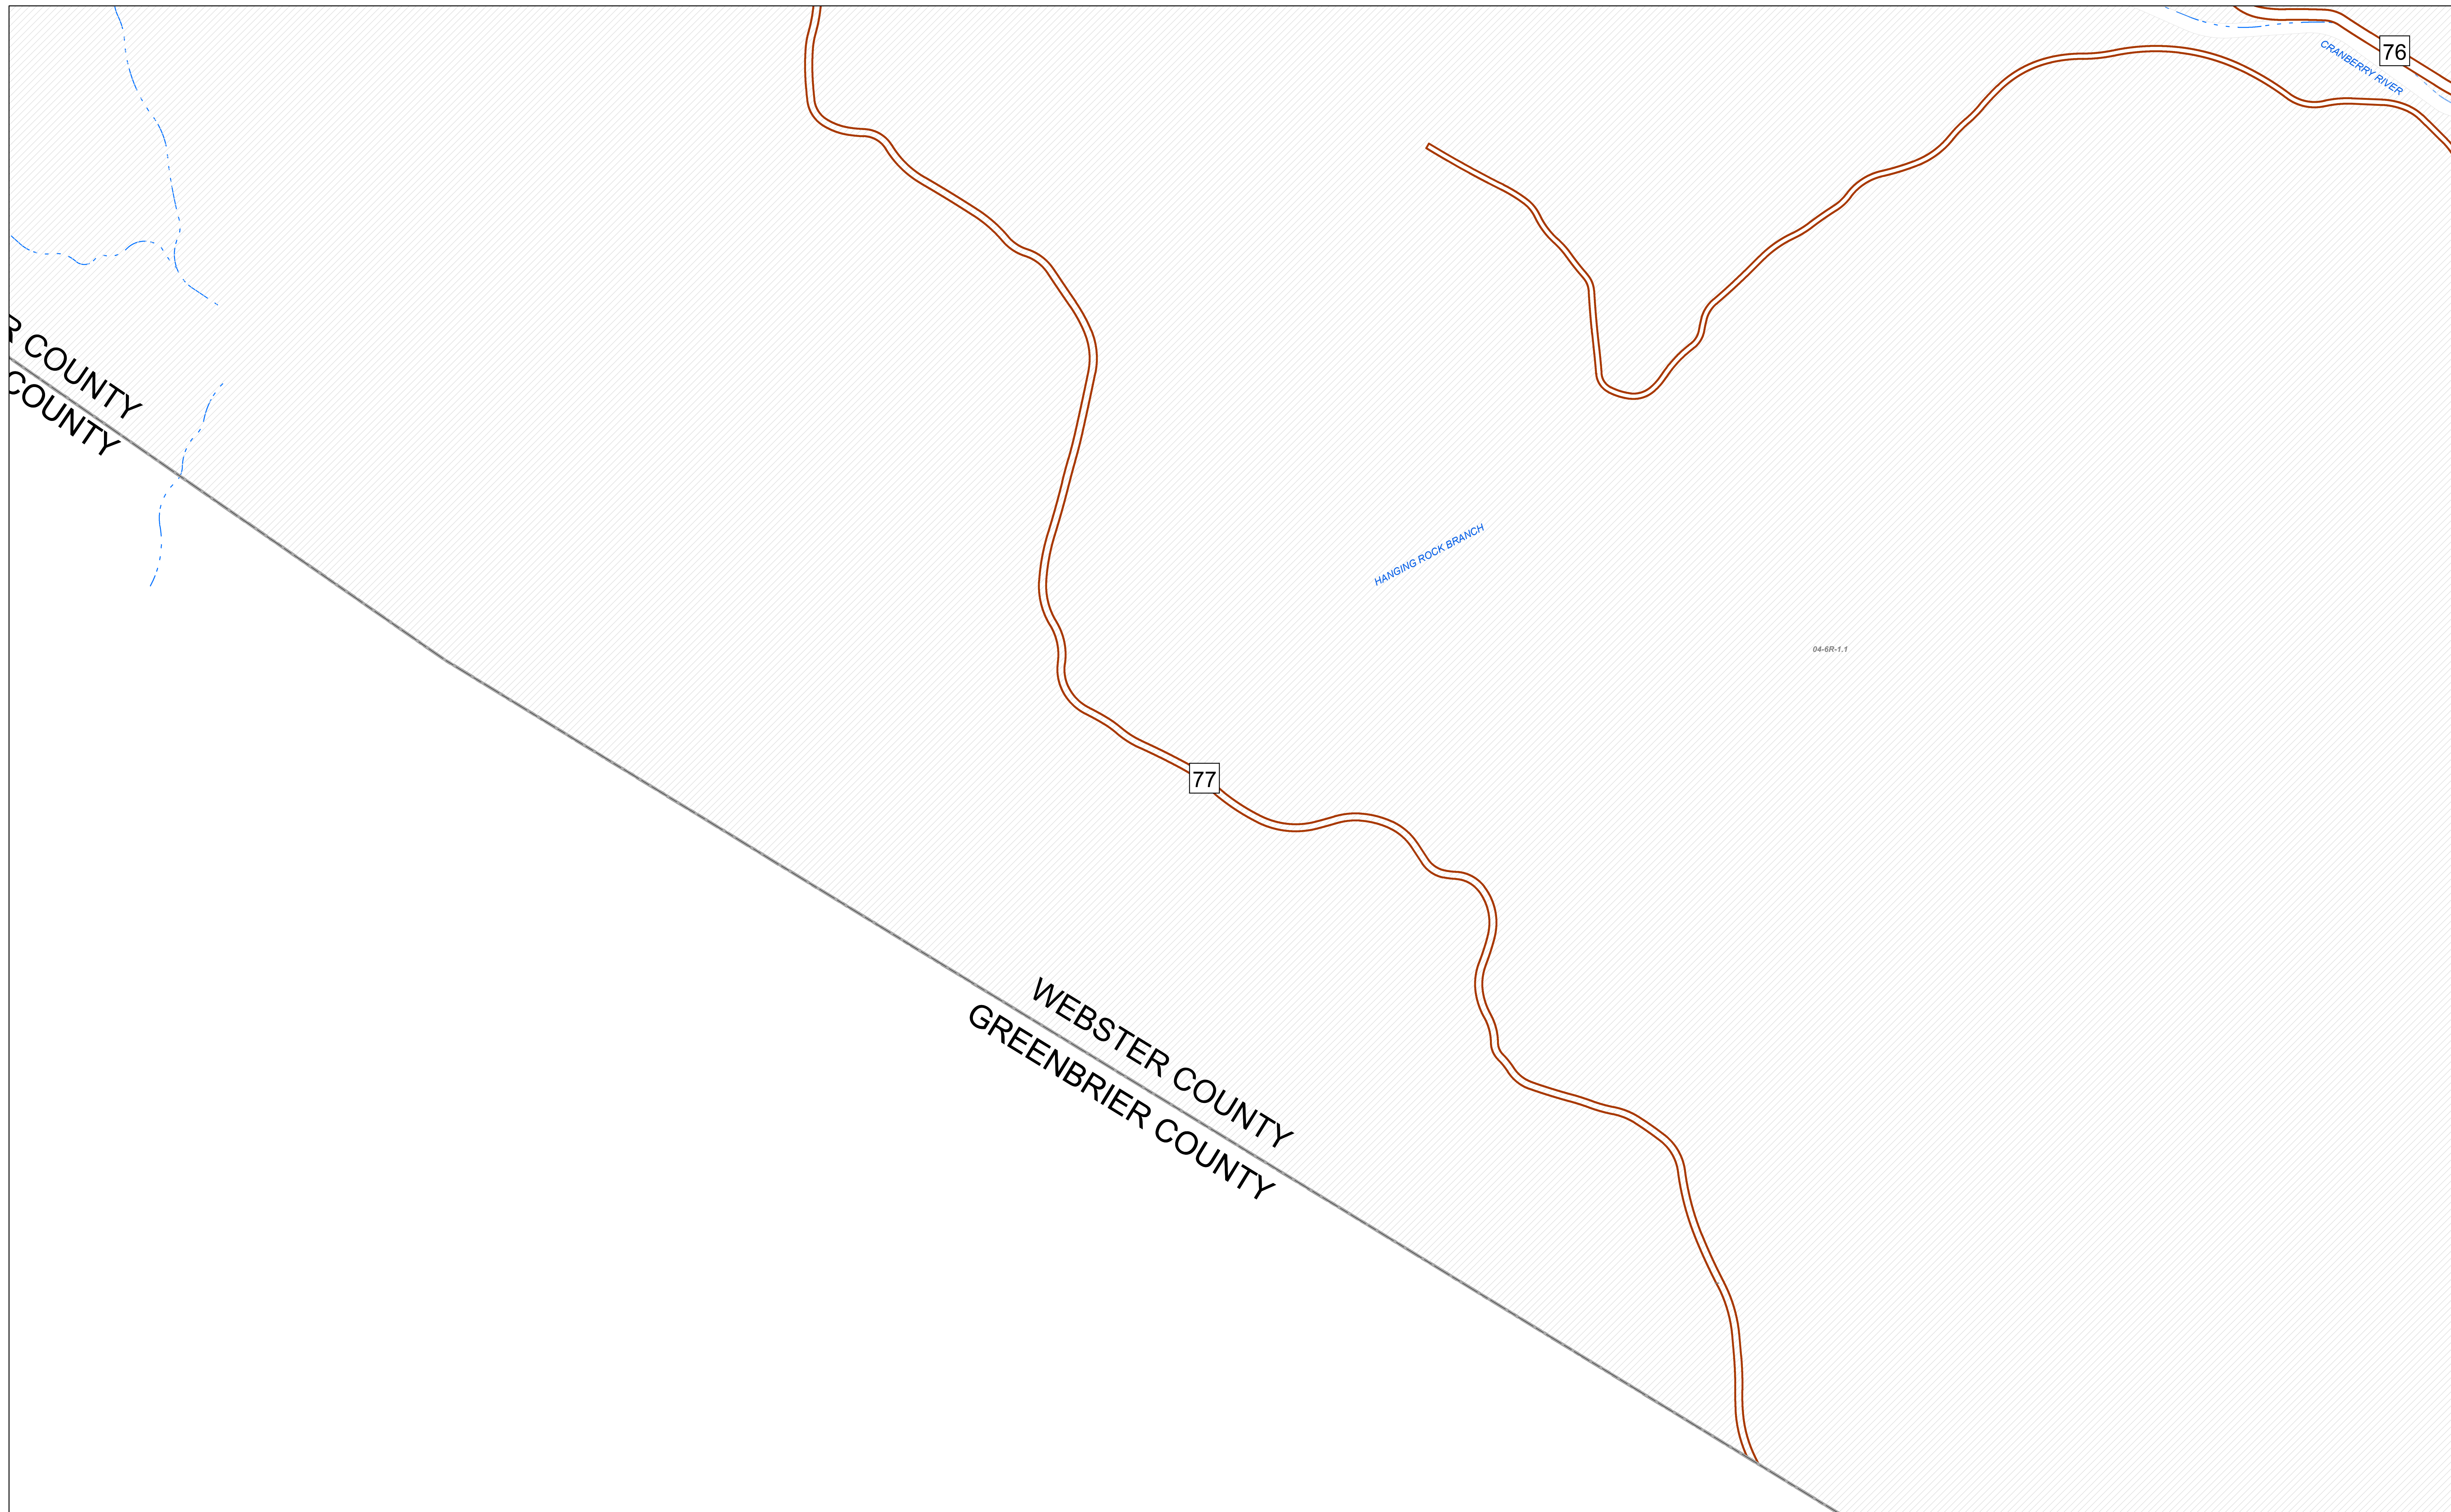 76
CRANBERRY RIVER
COUNTY
COUNTY
HANGING ROCK BRANCH
04-6R-1.1
77
WEBSTER COUNTY
GREENBRIER COUNTY